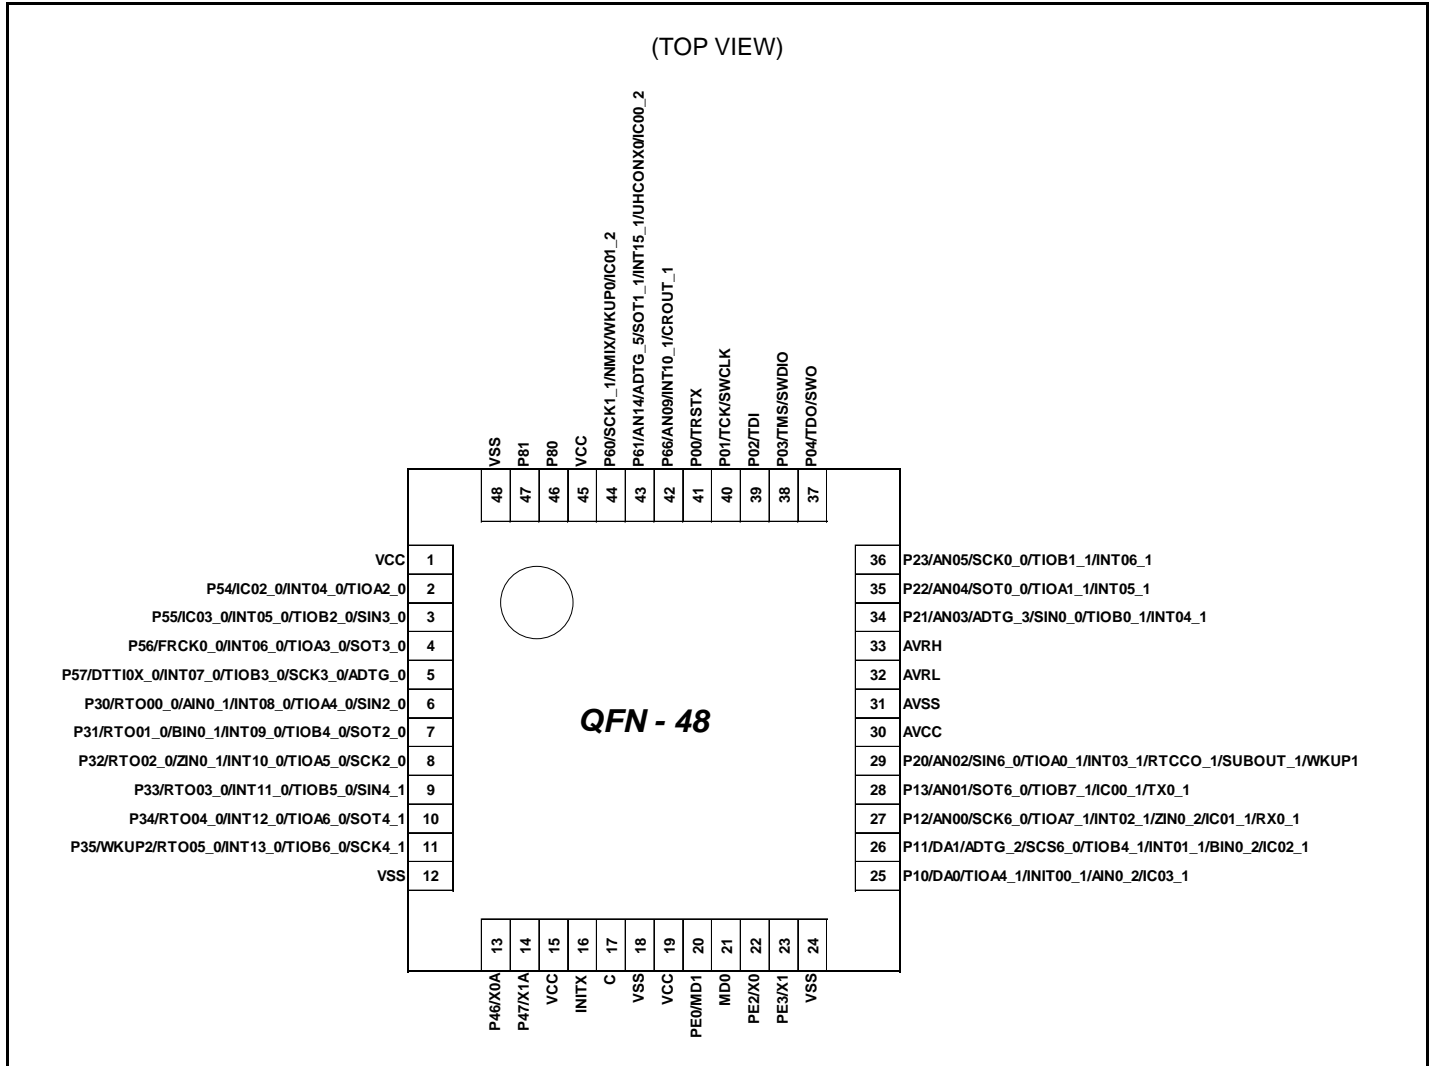 (TOP VIEW)
VSS
P81
P80
VCC
P60/SCK1_1/NMIX/WKUP0/IC01_2
P61/AN14/ADTG_5/SOT1_1/INT15_1/UHCONX0/IC00_2
P66/AN09/INT10_1/CROUT_1
P00/TRSTX
P01/TCK/SWCLK
P02/TDI
P03/TMS/SWDIO
P04/TDO/SWO
48
47
46
45
44
43
42
41
40
39
38
37
VCC 1
P54/IC02_0/INT04_0/TIOA2_0 2
P55/IC03_0/INT05_0/TIOB2_0/SIN3_0 3
P56/FRCK0_0/INT06_0/TIOA3_0/SOT3_0 4
P57/DTTI0X_0/INT07_0/TIOB3_0/SCK3_0/ADTG_0 5
P30/RTO00_0/AIN0_1/INT08_0/TIOA4_0/SIN2_0 6
P31/RTO01_0/BIN0_1/INT09_0/TIOB4_0/SOT2_0 7
P32/RTO02_0/ZIN0_1/INT10_0/TIOA5_0/SCK2_0 8
P33/RTO03_0/INT11_0/TIOB5_0/SIN4_1 9
P34/RTO04_0/INT12_0/TIOA6_0/SOT4_1 10
P35/WKUP2/RTO05_0/INT13_0/TIOB6_0/SCK4_1 11
VSS 12
QFN - 48
36 P23/AN05/SCK0_0/TIOB1_1/INT06_1
35 P22/AN04/SOT0_0/TIOA1_1/INT05_1
34 P21/AN03/ADTG_3/SIN0_0/TIOB0_1/INT04_1
33 AVRH
32 AVRL
31 AVSS
30 AVCC
29 P20/AN02/SIN6_0/TIOA0_1/INT03_1/RTCCO_1/SUBOUT_1/WKUP1
28 P13/AN01/SOT6_0/TIOB7_1/IC00_1/TX0_1
27 P12/AN00/SCK6_0/TIOA7_1/INT02_1/ZIN0_2/IC01_1/RX0_1
26 P11/DA1/ADTG_2/SCS6_0/TIOB4_1/INT01_1/BIN0_2/IC02_1
25 P10/DA0/TIOA4_1/INIT00_1/AIN0_2/IC03_1
13
14
15
16
17
18
19
20
21
22
23
24
P46/X0A
P47/X1A
VCC
INITX
C
VSS
VCC
PE0/MD1
MD0
PE2/X0
PE3/X1
VSS